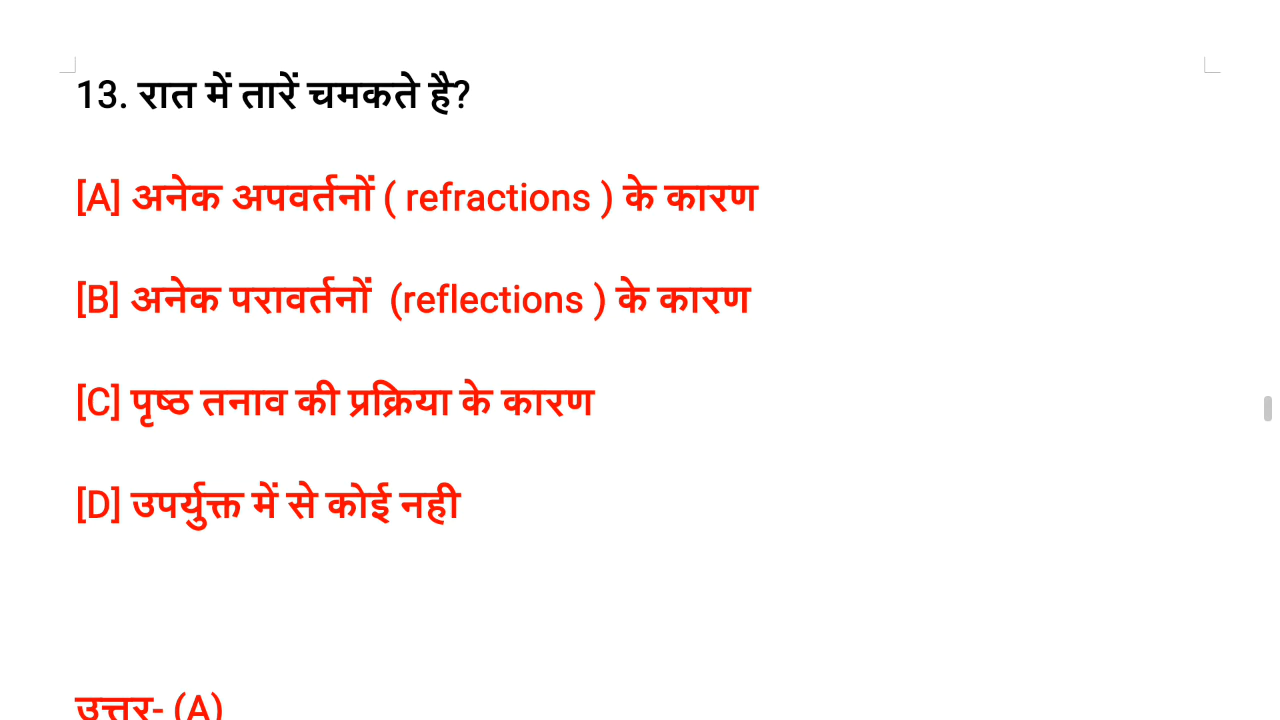 13. रात में तारें चमकते है?
[A] अनेक अपवर्तनों ( refractions ) के कारण
[B] अनेक परावर्तनों (reflections ) के कारण
[C] पृष्ठ तनाव की प्रक्रिया के कारण
[D] उपर्युक्त में से कोई नही
उत्तर- (A)